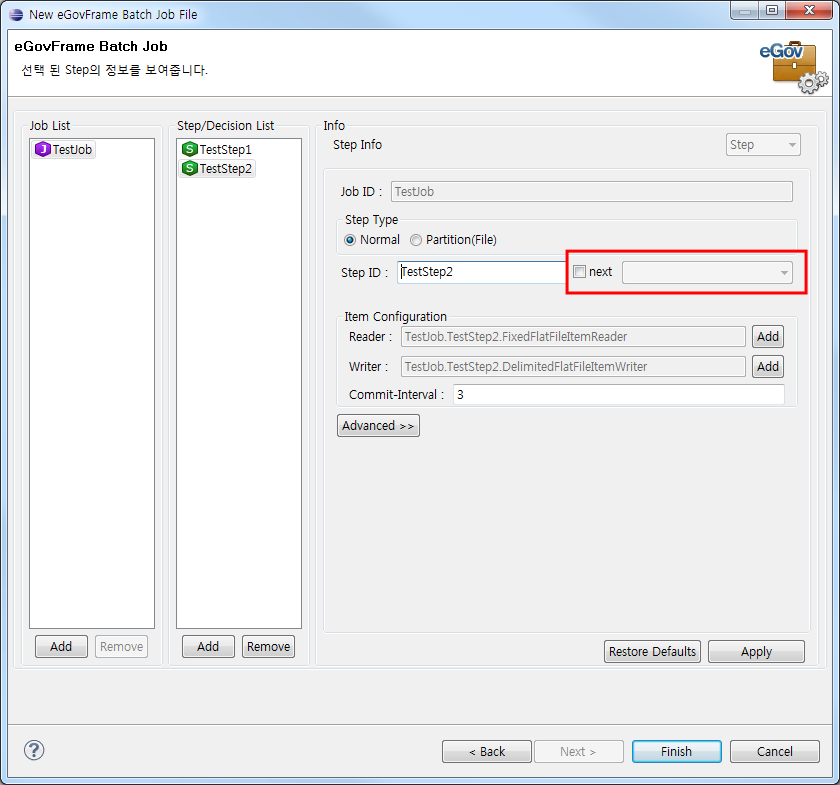 New eGovFrame Batch Job File
eGovFrame Batch Job
선택 된 Step의 정보를 보여줍니다.
eGov
Job List
Step/Decision List
Info
J TestJob
S TestStep1
S TestStep2
Step Info
Step
Job ID :
TestJob
Step Type
Normal
Partition(File)
Step ID :
TestStep2
next
Item Configuration
Reader :
TestJob.TestStep2.FixedFlatFileItemReader
Add
Writer :
TestJob.TestStep2.DelimitedFlatFileItemWriter
Add
Commit-Interval :
3
Advanced >>
Add
Remove
Add
Remove
Restore Defaults
Apply
?
< Back
Next >
Finish
Cancel